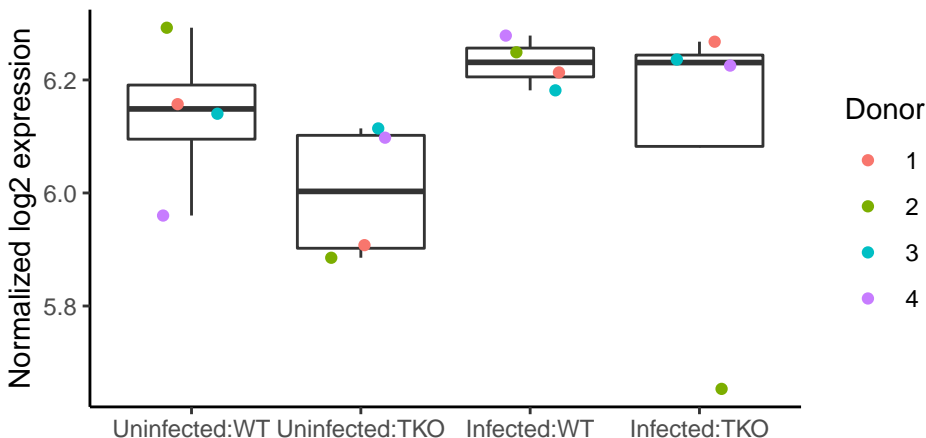 Normalized log2 expression
6.2
6.0
5.8
Uninfected:WT Uninfected:TKO Infected:WT Infected:TKO
Donor
1
2
3
4